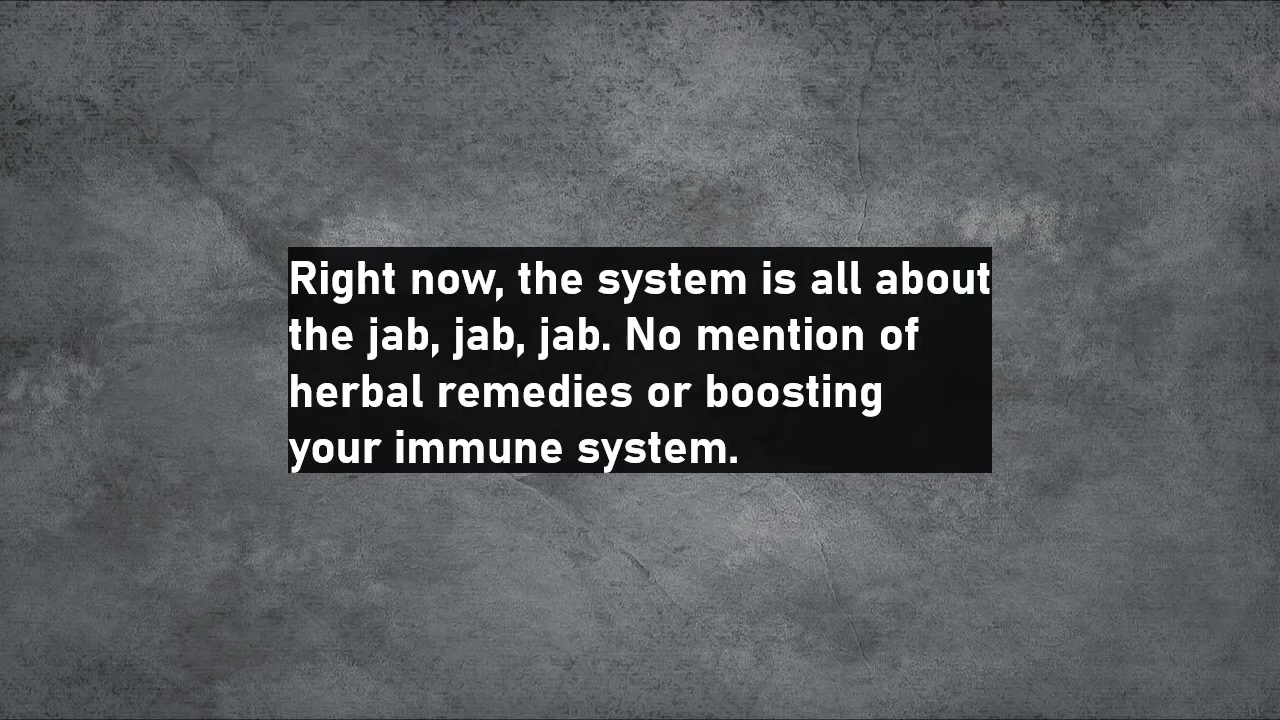 Right now, the system is all about
the jab, jab, jab. No mention of
herbal remedies or boosting
your immune system.